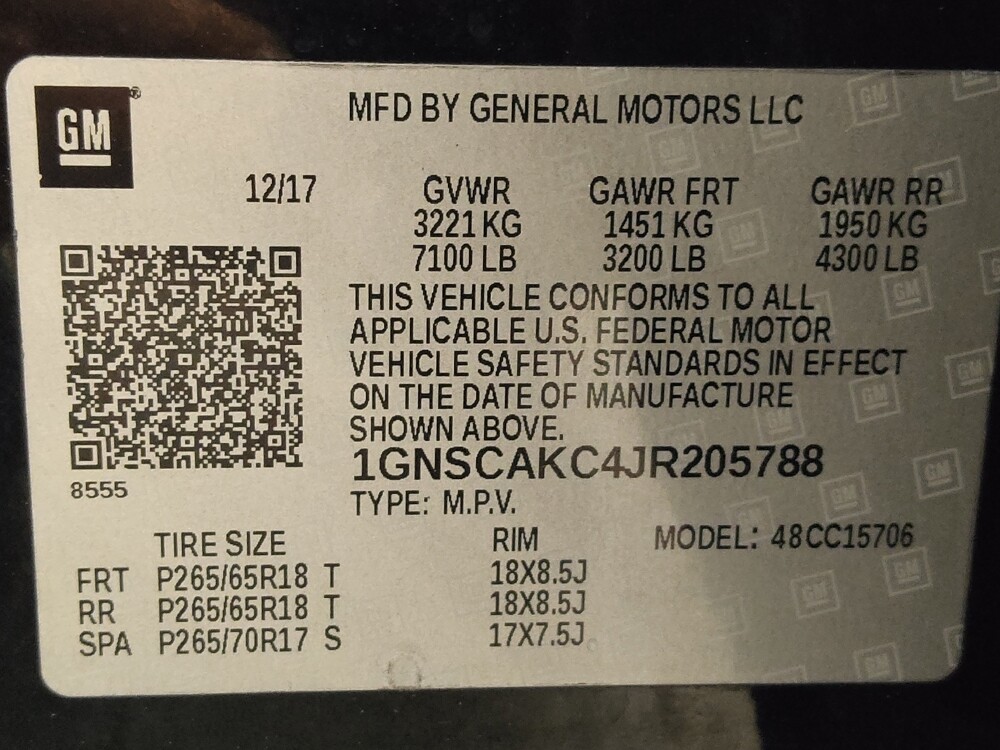 GM
MFD BY GENERAL MOTORS LLC
12/17 GVWR GAWR FRT GAWR RR
3221 KG 1451 KG 1950 KG
7100 LB 3200 LB 4300 LB
THIS VEHICLE CONFORMS TO ALL
APPLICABLE U.S. FEDERAL MOTOR
VEHICLE SAFETY STANDARDS IN EFFECT
ON THE DATE OF MANUFACTURE
SHOWN ABOVE.
1GNSCAKC4JR205788
8555
TYPE: M.P.V.
TIRE SIZE RIM MODEL: 48CC15706
FRT P265/65R18 T 18X8.5J
RR P265/65R18 T 18X8.5J
SPA P265/70R17 S 17X7.5J